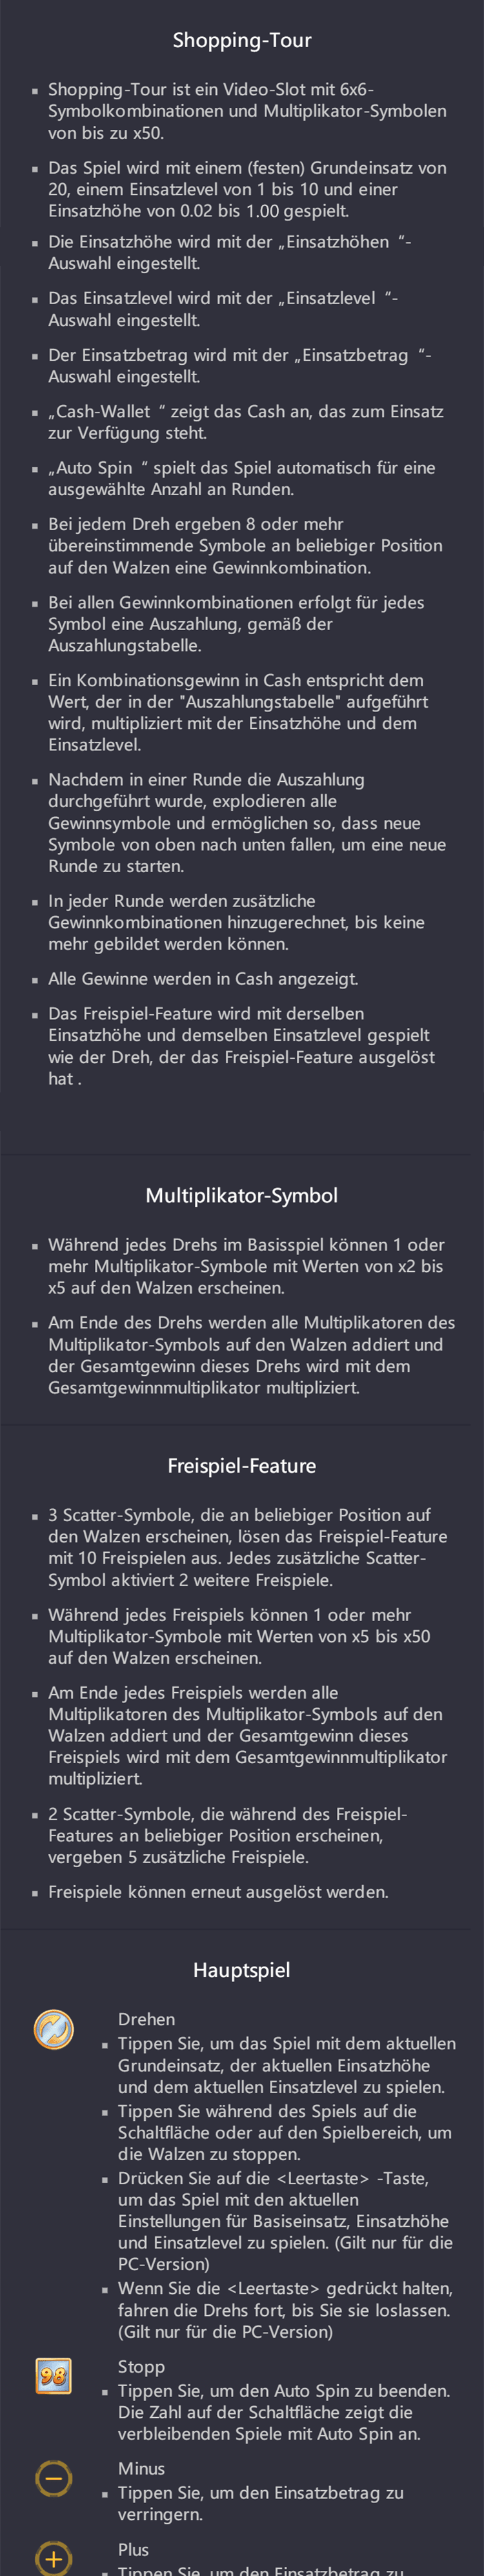 Shopping-Tour
Shopping-Tour ist ein Video-Slot mit 6x6-
Symbolkombinationen und Multiplikator-Symbolen
von bis zu x50.
Das Spiel wird mit einem (festen) Grundeinsatz von
20, einem Einsatzlevel von 1 bis 10 und einer
Einsatzhöhe von 0.02 bis 1.00 gespielt.
Die Einsatzhöhe wird mit der „Einsatzhöhen “-
Auswahl eingestellt.
Das Einsatzlevel wird mit der „Einsatzlevel “-
Auswahl eingestellt.
Der Einsatzbetrag wird mit der „Einsatzbetrag “-
Auswahl eingestellt.
„Cash-Wallet “ zeigt das Cash an, das zum Einsatz
zur Verfügung steht.
„Auto Spin “ spielt das Spiel automatisch für eine
ausgewählte Anzahl an Runden.
Bei jedem Dreh ergeben 8 oder mehr
übereinstimmende Symbole an beliebiger Position
auf den Walzen eine Gewinnkombination.
Bei allen Gewinnkombinationen erfolgt für jedes
Symbol eine Auszahlung, gemäß der
Auszahlungstabelle.
Ein Kombinationsgewinn in Cash entspricht dem
Wert, der in der "Auszahlungstabelle" aufgeführt
wird, multipliziert mit der Einsatzhöhe und dem
Einsatzlevel.
Nachdem in einer Runde die Auszahlung
durchgeführt wurde, explodieren alle
Gewinnsymbole und ermöglichen so, dass neue
Symbole von oben nach unten fallen, um eine neue
Runde zu starten.
In jeder Runde werden zusätzliche
Gewinnkombinationen hinzugerechnet, bis keine
mehr gebildet werden können.
Alle Gewinne werden in Cash angezeigt.
Das Freispiel-Feature wird mit derselben
Einsatzhöhe und demselben Einsatzlevel gespielt
wie der Dreh, der das Freispiel-Feature ausgelöst
hat .
Multiplikator-Symbol
Während jedes Drehs im Basisspiel können 1 oder
mehr Multiplikator-Symbole mit Werten von x2 bis
x5 auf den Walzen erscheinen.
Am Ende des Drehs werden alle Multiplikatoren des
Multiplikator-Symbols auf den Walzen addiert und
der Gesamtgewinn dieses Drehs wird mit dem
Gesamtgewinnmultiplikator multipliziert.
Freispiel-Feature
3 Scatter-Symbole, die an beliebiger Position auf
den Walzen erscheinen, lösen das Freispiel-Feature
mit 10 Freispielen aus. Jedes zusätzliche Scatter-
Symbol aktiviert 2 weitere Freispiele.
Während jedes Freispiels können 1 oder mehr
Multiplikator-Symbole mit Werten von x5 bis x50
auf den Walzen erscheinen.
Am Ende jedes Freispiels werden alle
Multiplikatoren des Multiplikator-Symbols auf den
Walzen addiert und der Gesamtgewinn dieses
Freispiels wird mit dem Gesamtgewinnmultiplikator
multipliziert.
2 Scatter-Symbole, die während des Freispiel-
Features an beliebiger Position erscheinen,
vergeben 5 zusätzliche Freispiele.
Freispiele können erneut ausgelöst werden.
Hauptspiel
Drehen
Tippen Sie, um das Spiel mit dem aktuellen
Grundeinsatz, der aktuellen Einsatzhöhe
und dem aktuellen Einsatzlevel zu spielen.
Tippen Sie während des Spiels auf die
Schaltfläche oder auf den Spielbereich, um
die Walzen zu stoppen.
Drücken Sie auf die <Leertaste> -Taste,
um das Spiel mit den aktuellen
Einstellungen für Basiseinsatz, Einsatzhöhe
und Einsatzlevel zu spielen. (Gilt nur für die
PC-Version)
Wenn Sie die <Leertaste> gedrückt halten,
fahren die Drehs fort, bis Sie sie loslassen.
(Gilt nur für die PC-Version)
98
Stopp
Tippen Sie, um den Auto Spin zu beenden.
Die Zahl auf der Schaltfläche zeigt die
verbleibenden Spiele mit Auto Spin an.
Minus
Tippen Sie, um den Einsatzbetrag zu
verringern.
Plus
Tippen Sie, um den Einsatzbetrag zu